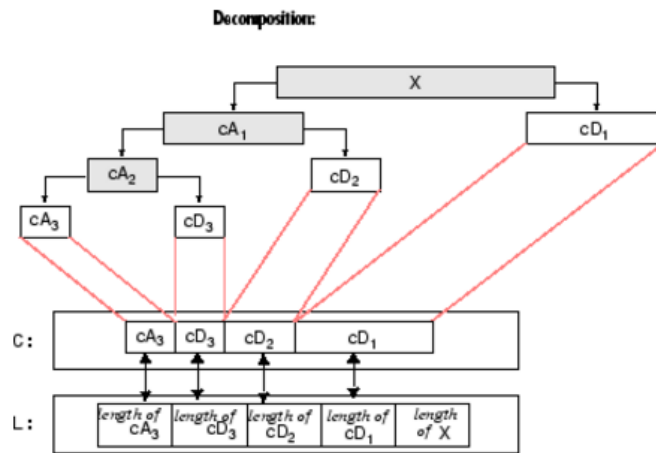 Decomposition:
X
cA₁ cD₁
cA₂ cD₂
cA₃ cD₃
C: cA₃ cD₃ cD₂ cD₁
length of length of length of length of length
L: cA₃ cD₃ cD₂ cD₁ of X